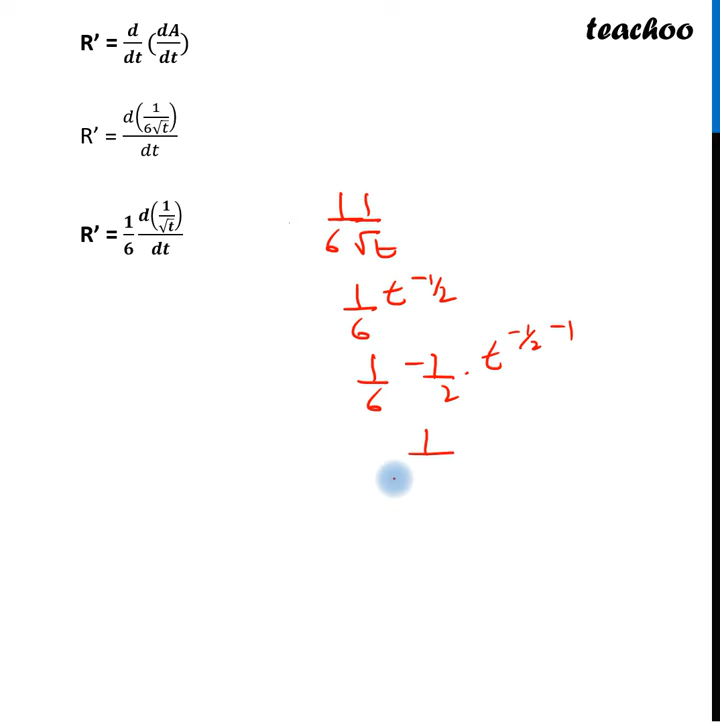 teachoo
R' = d/dt (dA/dt)
R' = d(1/6√t)/dt
R' = 1/6 d(1/√t)/dt
1 1/6 √t
1/6 t^-1/2
1/6 -1/2 . t^-1/2 -1
1